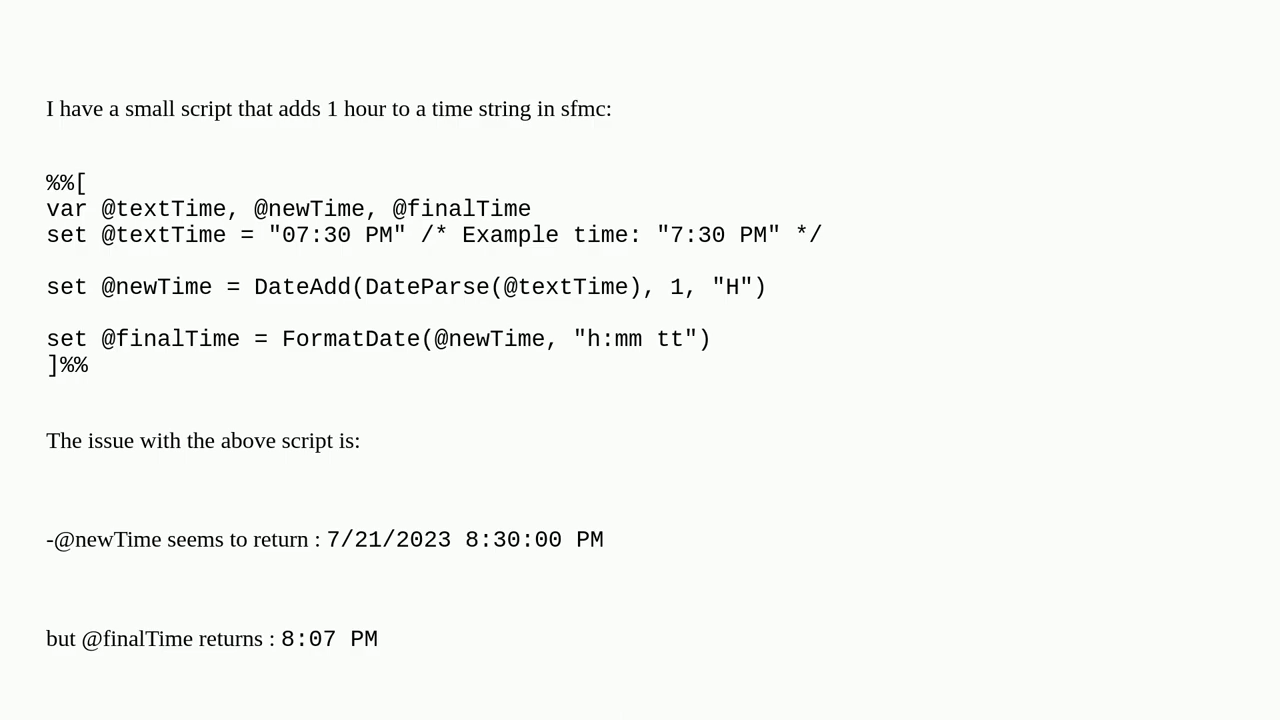 I have a small script that adds 1 hour to a time string in sfmc:
%%[
var @textTime, @newTime, @finalTime
set @textTime = "07:30 PM" /* Example time: "7:30 PM" */
set @newTime = DateAdd(DateParse(@textTime), 1, "H")
set @finalTime = FormatDate(@newTime, "h:mm tt")
]%%
The issue with the above script is:
-@newTime seems to return : 7/21/2023 8:30:00 PM
but @finalTime returns : 8:07 PM